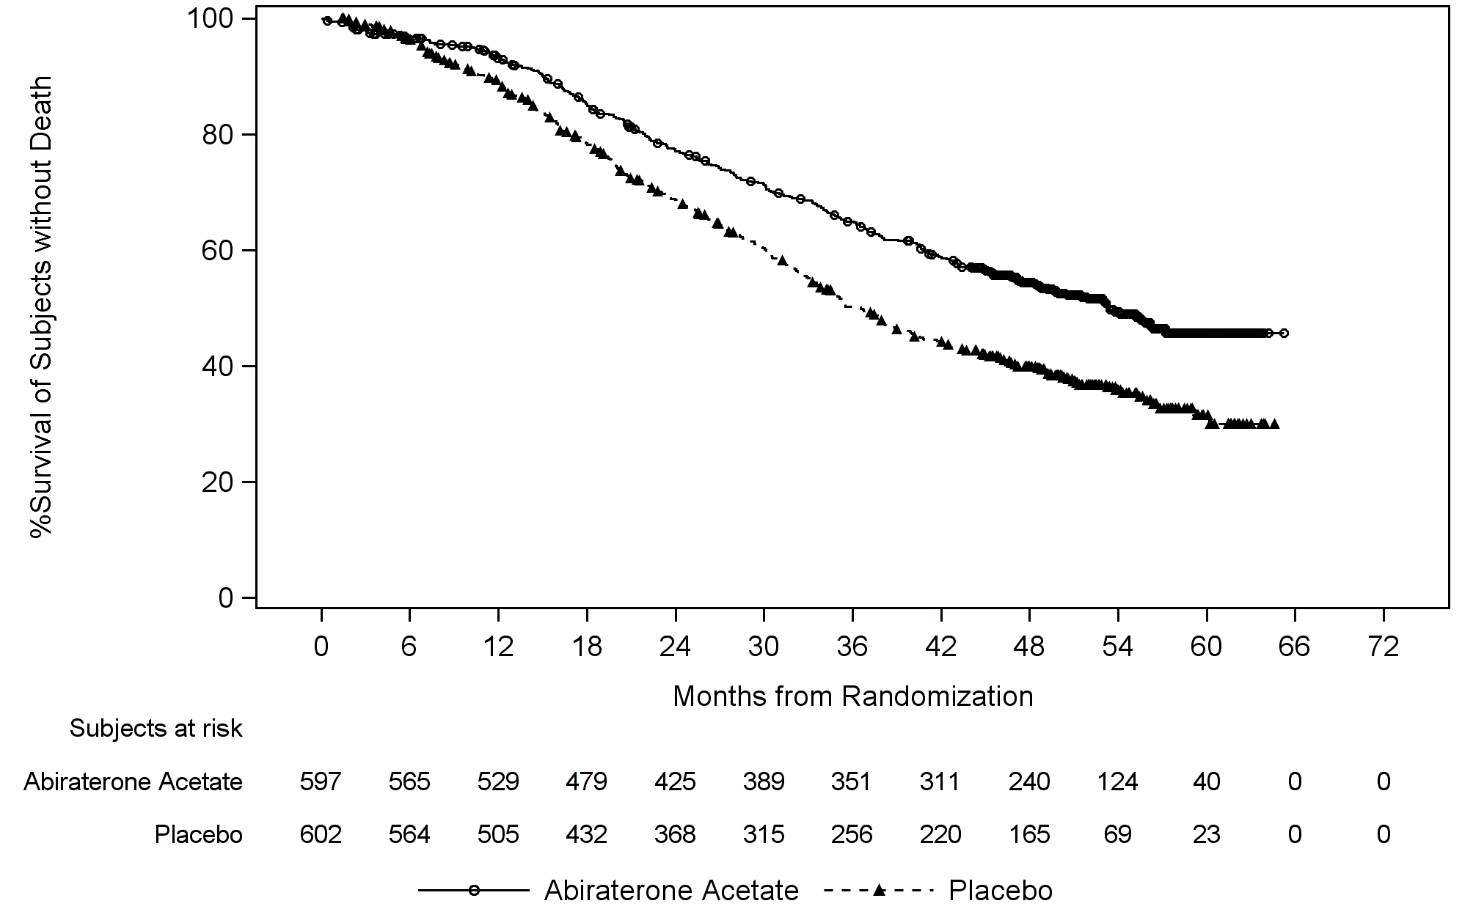 %Survival of Subjects without Death
100
80
60
40
20
0
0 6 12 18 24 30 36 42 48 54 60 66 72
Months from Randomization
Subjects at risk
Abiraterone Acetate 597 565 529 479 425 389 351 311 240 124 40 0 0
Placebo 602 564 505 432 368 315 256 220 165 69 23 0 0
Abiraterone Acetate Placebo